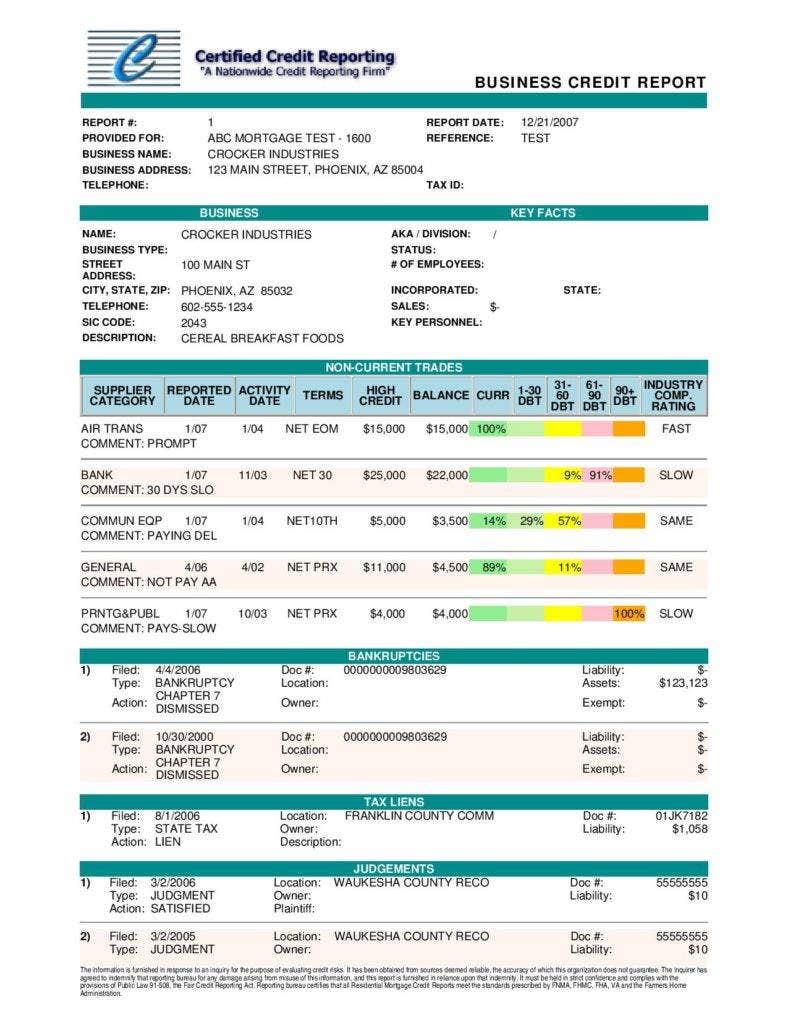 Certified Credit Reporting
"A Nationwide Credit Reporting Firm"
BUSINESS CREDIT REPORT
REPORT #: 1 REPORT DATE: 12/21/2007
PROVIDED FOR: ABC MORTGAGE TEST - 1600 REFERENCE: TEST
BUSINESS NAME: CROCKER INDUSTRIES
BUSINESS ADDRESS: 123 MAIN STREET, PHOENIX, AZ 85004
TELEPHONE: TAX ID:
BUSINESS KEY FACTS
NAME: CROCKER INDUSTRIES AKA / DIVISION: /
BUSINESS TYPE: STATUS:
STREET ADDRESS: 100 MAIN ST # OF EMPLOYEES:
CITY, STATE, ZIP: PHOENIX, AZ 85032 INCORPORATED: STATE:
TELEPHONE: 602-555-1234 SALES: $-
SIC CODE: 2043 KEY PERSONNEL:
DESCRIPTION: CEREAL BREAKFAST FOODS
NON-CURRENT TRADES
SUPPLIER CATEGORY REPORTED DATE ACTIVITY DATE TERMS HIGH CREDIT BALANCE CURR 1-30 DBT 31-60 DBT 61-90 DBT 90+ DBT INDUSTRY COMP. RATING
AIR TRANS 1/07 1/04 NET EOM $15,000 $15,000 100% FAST
COMMENT: PROMPT
BANK 1/07 11/03 NET 30 $25,000 $22,000 9% 91% SLOW
COMMENT: 30 DYS SLO
COMMUN EQP 1/07 1/04 NET10TH $5,000 $3,500 14% 29% 57% SAME
COMMENT: PAYING DEL
GENERAL 4/06 4/02 NET PRX $11,000 $4,500 89% 11% SAME
COMMENT: NOT PAY AA
PRNTG&PUBL 1/07 10/03 NET PRX $4,000 $4,000 100% SLOW
COMMENT: PAYS-SLOW
BANKRUPTCIES
1) Filed: 4/4/2006 Doc #: 0000000009803629 Liability: $-
Type: BANKRUPTCY Location: Assets: $123,123
Action: CHAPTER 7 DISMISSED Owner: Exempt: $-
2) Filed: 10/30/2000 Doc #: 0000000009803629 Liability: $-
Type: BANKRUPTCY Location: Assets: $-
Action: CHAPTER 7 DISMISSED Owner: Exempt: $-
TAX LIENS
1) Filed: 8/1/2006 Location: FRANKLIN COUNTY COMM Doc #: 01JK7182
Type: STATE TAX Owner: Liability: $1,058
Action: LIEN Description:
JUDGEMENTS
1) Filed: 3/2/2006 Location: WAUKESHA COUNTY RECO Doc #: 55555555
Type: JUDGMENT Owner: Liability: $10
Action: SATISFIED Plaintiff:
2) Filed: 3/2/2005 Location: WAUKESHA COUNTY RECO Doc #: 55555555
Type: JUDGMENT Owner: Liability: $10
The information is furnished in response to an inquiry for the purpose of evaluating credit risks. It has been obtained from sources deemed reliable, the accuracy of which this organization does not guarantee. The inquirer has
agreed to indemnify that reporting bureau for any damage arising from misuse of this information, and this report is furnished in reliance upon that indemnity. It must be held in strict confidence and complies with the
provisions of Public Law 91-508, the Fair Credit Reporting Act. Reporting bureau certifies that all Residential Mortgage Credit Reports meet the standards prescribed by FNMA, FHMC, FHA, VA and the Farmers Home
Administration.